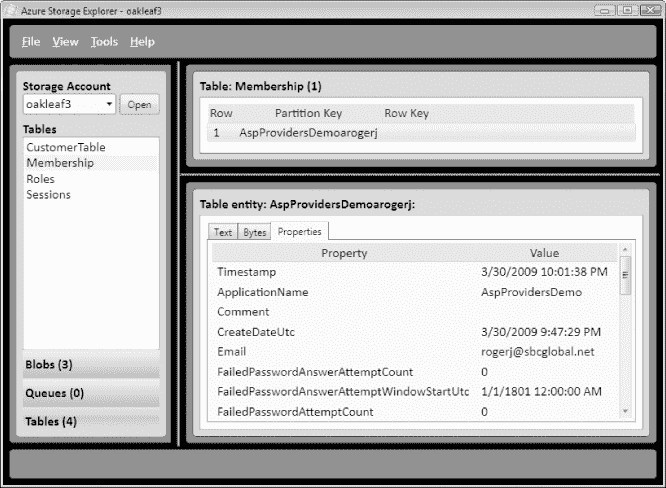 Azure Storage Explorer - oakleaf3
File View Tools Help
Storage Account
oakleaf3 Open
Tables
CustomerTable
Membership
Roles
Sessions
Blobs (3)
Queues (0)
Tables (4)
Table: Membership (1)
Row Partition Key Row Key
1 AspProvidersDemoarogerj
Table entity: AspProvidersDemoarogerj:
Text Bytes Properties
Property Value
Timestamp 3/30/2009 10:01:38 PM
ApplicationName AspProvidersDemo
Comment
CreateDateUtc 3/30/2009 9:47:29 PM
Email rogerj@sbcglobal.net
FailedPasswordAnswerAttemptCount 0
FailedPasswordAnswerAttemptWindowStartUtc 1/1/1801 12:00:00 AM
FailedPasswordAttemptCount 0